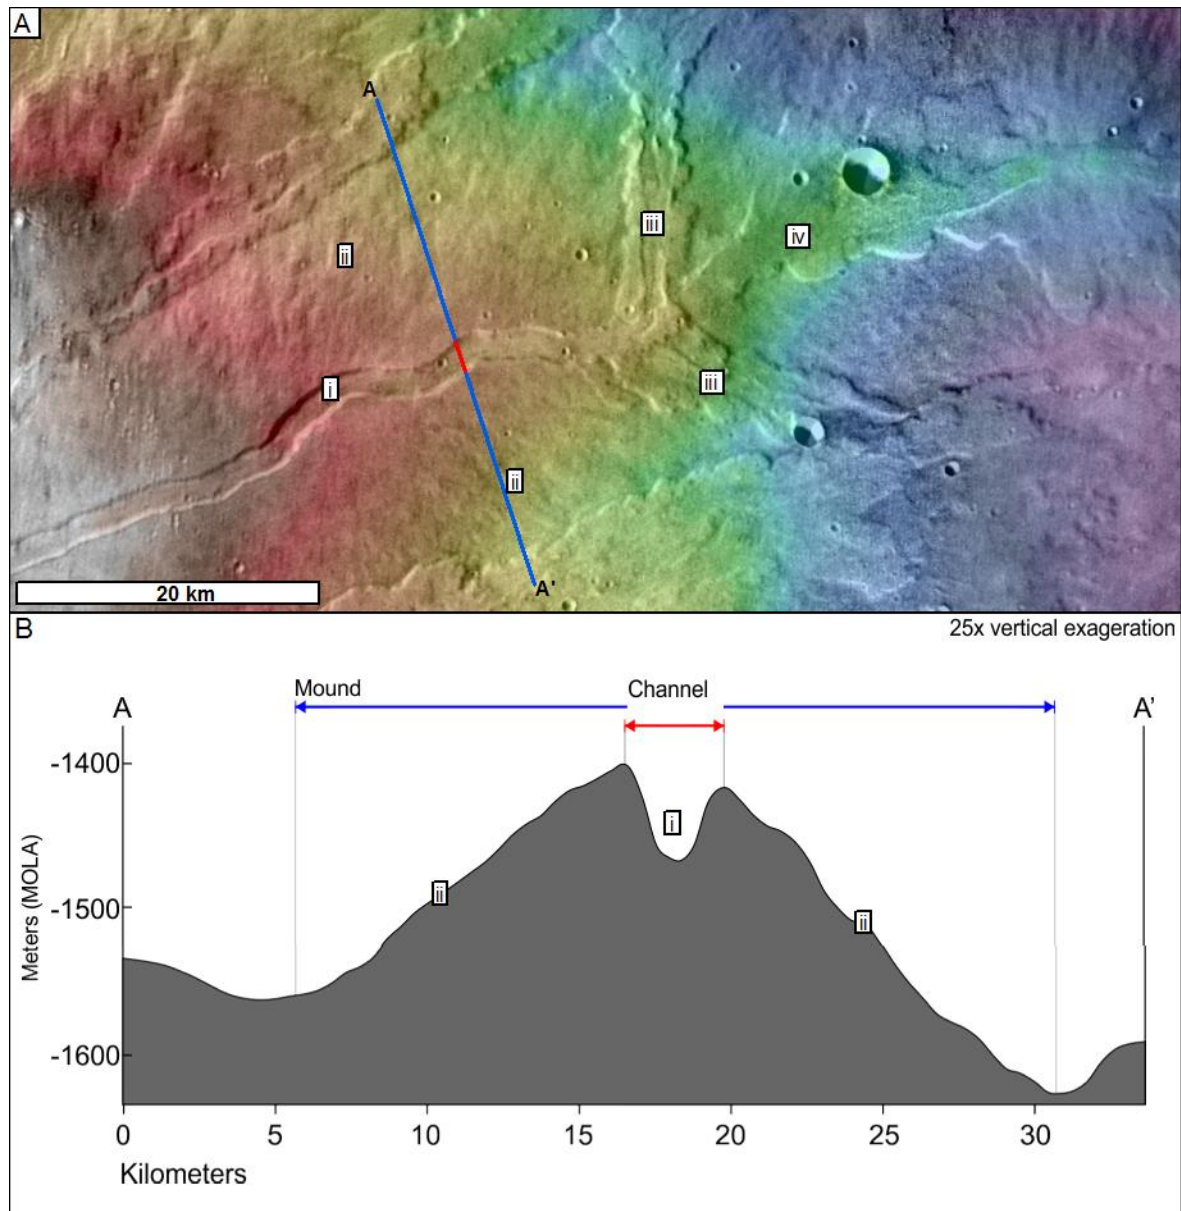 A
A
ii
iii
iv
i
iii
ii
A'
20 km
B
25x vertical exageration
Mound
Channel
A
A'
-1400
i
ii
-1500
ii
-1600
Meters (MOLA)
0 5 10 15 20 25 30
Kilometers